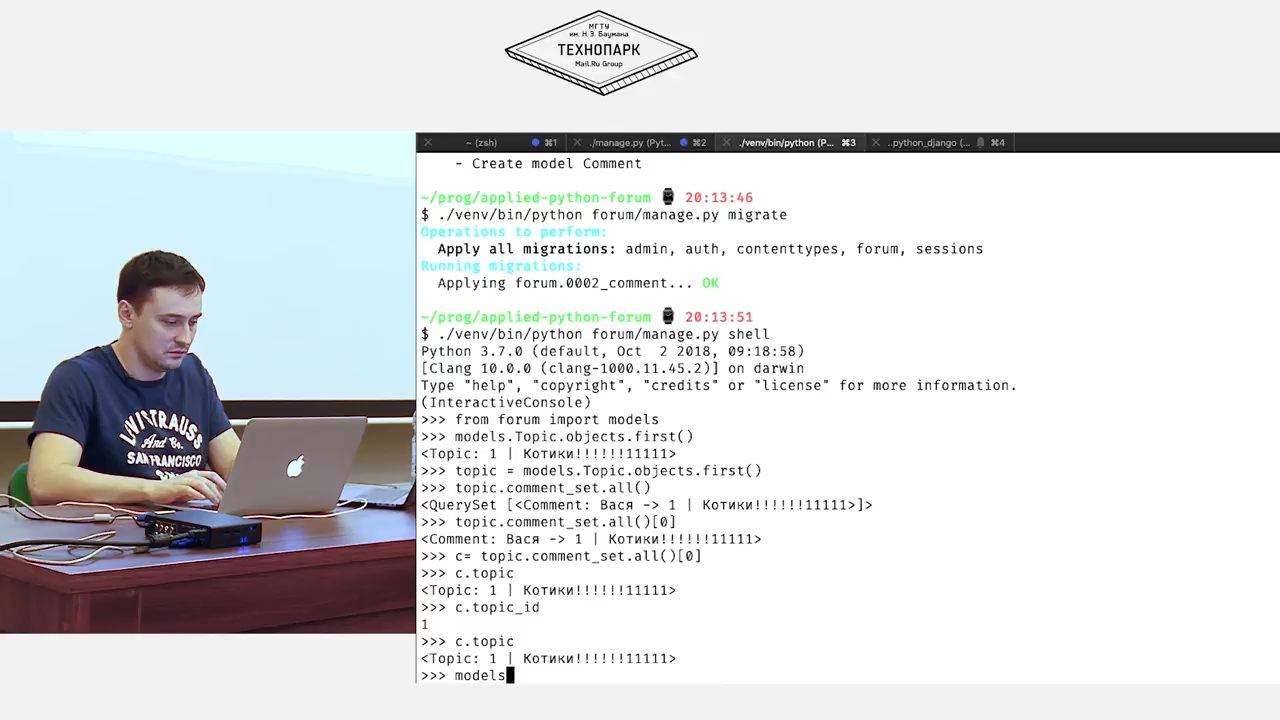 МГТУ
им. Н.Э. Баумана
ТЕХНОПАРК
Mail.Ru Group
~ (zsh) ⌘1 ./manage.py (Pyt... ⌘2 ./venv/bin/python (P... ⌘3 ..python_django (... ⌘4
- Create model Comment
~/prog/applied-python-forum ⌚ 20:13:46
$ ./venv/bin/python forum/manage.py migrate
Operations to perform:
Apply all migrations: admin, auth, contenttypes, forum, sessions
Running migrations:
Applying forum.0002_comment... OK
~/prog/applied-python-forum ⌚ 20:13:51
$ ./venv/bin/python forum/manage.py shell
Python 3.7.0 (default, Oct  2 2018, 09:18:58)
[Clang 10.0.0 (clang-1000.11.45.2)] on darwin
Type "help", "copyright", "credits" or "license" for more information.
(InteractiveConsole)
>>> from forum import models
>>> models.Topic.objects.first()
<Topic: 1 | Котики!!!!!!11111>
>>> topic = models.Topic.objects.first()
>>> topic.comment_set.all()
<QuerySet [<Comment: Вася -> 1 | Котики!!!!!!11111>]>
>>> topic.comment_set.all()[0]
<Comment: Вася -> 1 | Котики!!!!!!11111>
>>> c= topic.comment_set.all()[0]
>>> c.topic
<Topic: 1 | Котики!!!!!!11111>
>>> c.topic_id
1
>>> c.topic
<Topic: 1 | Котики!!!!!!11111>
>>> models
And Co.
SAN FRANCISCO